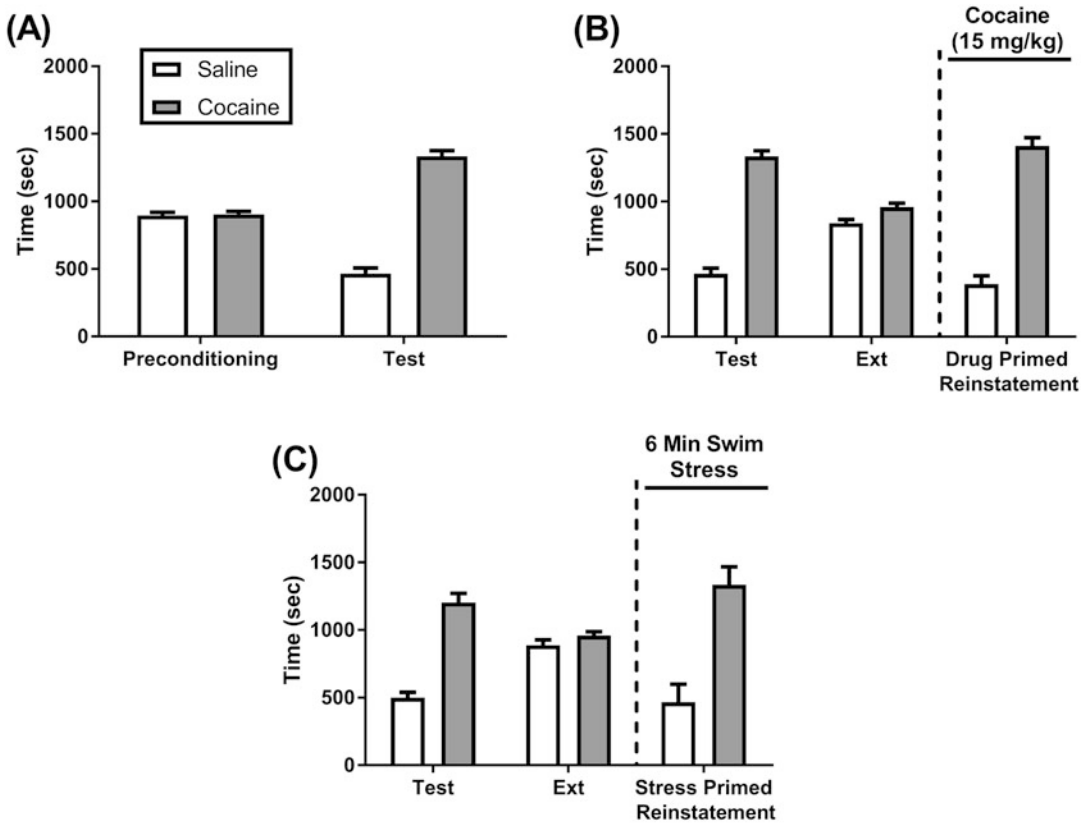 (A)
Saline
Cocaine
Time (sec)
2000
1500
1000
500
0
Preconditioning
Test
(B)
Cocaine
(15 mg/kg)
Time (sec)
2000
1500
1000
500
0
Test
Ext
Drug Primed
Reinstatement
(C)
6 Min Swim
Stress
Time (sec)
2000
1500
1000
500
0
Test
Ext
Stress Primed
Reinstatement